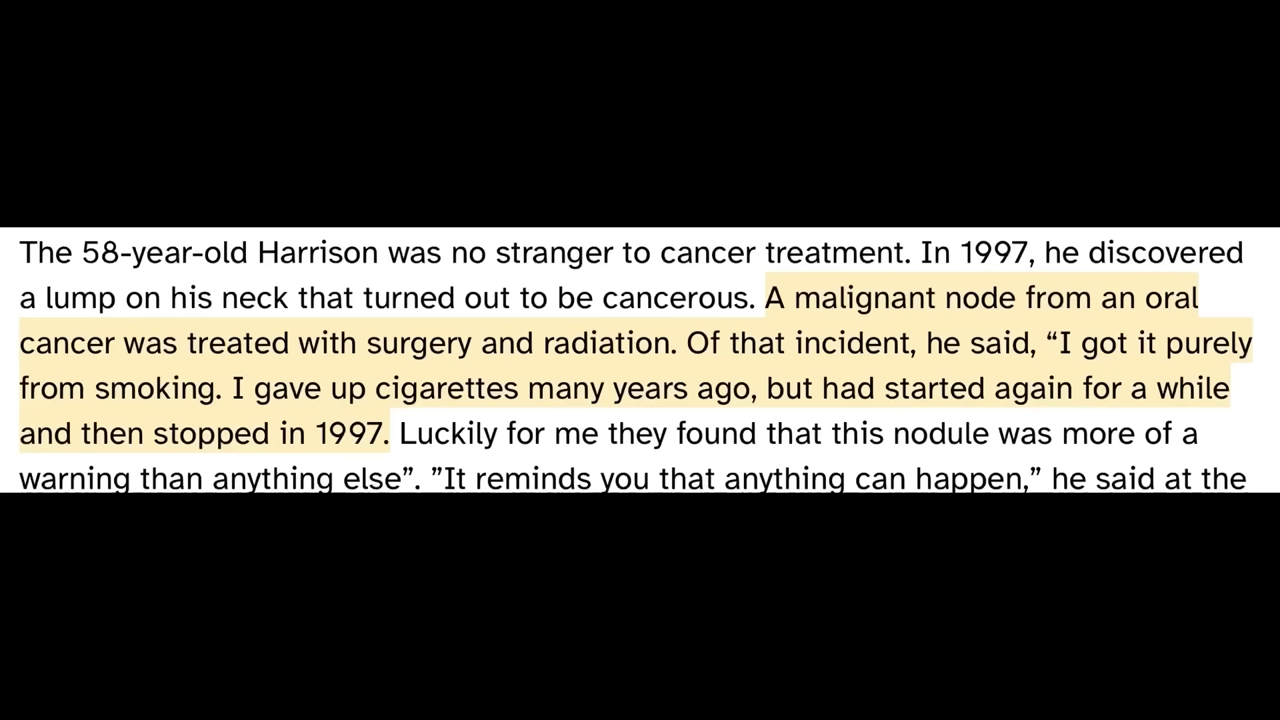 The 58-year-old Harrison was no stranger to cancer treatment. In 1997, he discovered
a lump on his neck that turned out to be cancerous. A malignant node from an oral
cancer was treated with surgery and radiation. Of that incident, he said, “I got it purely
from smoking. I gave up cigarettes many years ago, but had started again for a while
and then stopped in 1997. Luckily for me they found that this nodule was more of a
warning than anything else”. ”It reminds you that anything can happen,” he said at the